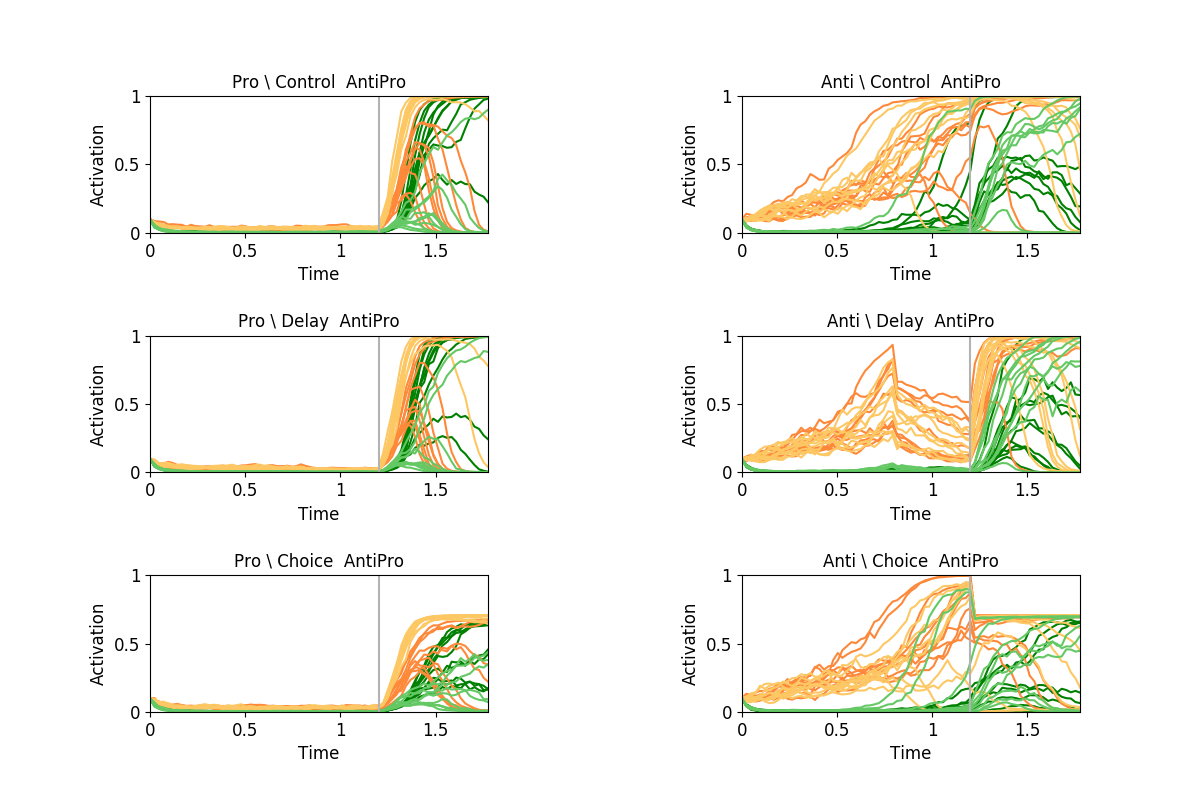 Pro \ Control  AntiPro
Anti \ Control  AntiPro
1
0.5
0
Activation
0
0.5
1
1.5
Time
1
0.5
0
Activation
0
0.5
1
1.5
Time
Pro \ Delay  AntiPro
Anti \ Delay  AntiPro
1
0.5
0
Activation
0
0.5
1
1.5
Time
1
0.5
0
Activation
0
0.5
1
1.5
Time
Pro \ Choice  AntiPro
Anti \ Choice  AntiPro
1
0.5
0
Activation
0
0.5
1
1.5
Time
1
0.5
0
Activation
0
0.5
1
1.5
Time